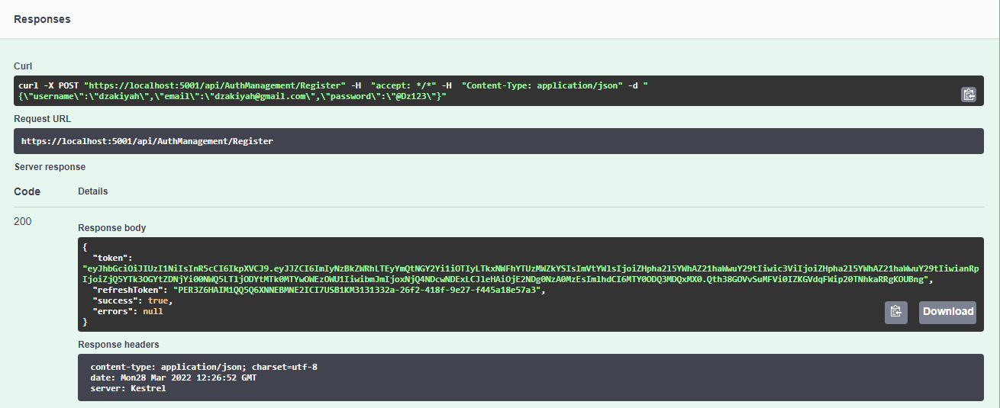 Responses
Curl
curl -X POST "https://localhost:5001/api/AuthManagement/Register" -H  "accept: */*" -H  "Content-Type: application/json" -d "
{\"username\":\"dzakiyah\",\"email\":\"dzakiyah@gmail.com\",\"password\":\"@Dz123\"}"
Request URL
https://localhost:5001/api/AuthManagement/Register
Server response
Code Details
200
Response body
{
"token":
"eyJhbGciOiJIUzI1NiIsInR5cCI6IkpXVCJ9.eyJJZCI6ImIyNzBkZWRhLTEyYmQtNGY2Yi1iOTIyLTkxNWFhYTUzMWZkYSIsImVtYWlsIjoiZHpha2l5YWhAZ21haWwuY29tIiwic3ViIjoiZHpha2l5YWhAZ21haWwuY29tIiwianRp
IjoiZjQ5YTk3OGYtZDNjYi00NWQ5LTljODYtMTk0MTYwOWEzOWU1IiwibmJmIjoxNjQ4NDcwNDExLCJleHAiOjE2NDg0NzA0MzEsImlhdCI6MTY0ODQ3MDQxMX0.Qth38GOVvSuMFVi0IZKGVdqFWip20TNhkaRRgKOUBng",
"refreshToken": "PER3Z6HAIM1QQ5Q6XNNEBMNE2ICI7USB1KM3131332a-26f2-418f-9e27-f445a18e57a3",
"success": true,
"errors": null
}
Download
Response headers
content-type: application/json; charset=utf-8
date: Mon28 Mar 2022 12:26:52 GMT
server: Kestrel